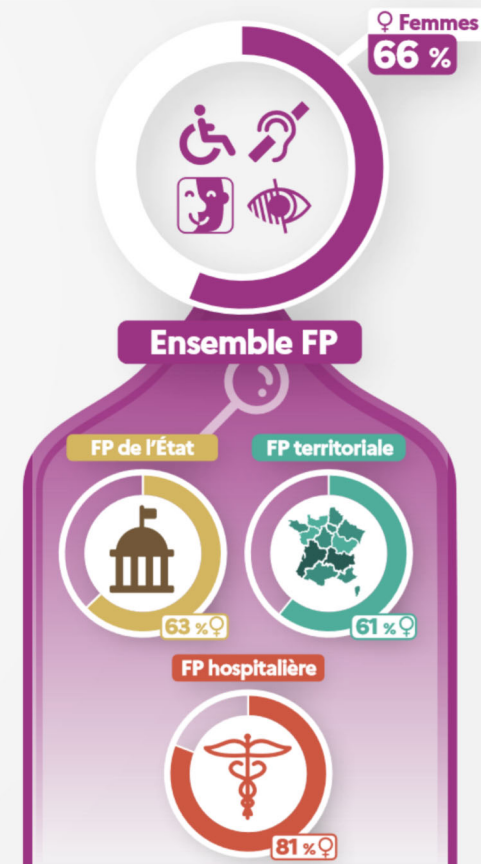 ♀ Femmes
66 %
Ensemble FP
FP de l'État
FP territoriale
63 %♀
61 %♀
FP hospitalière
81 %♀